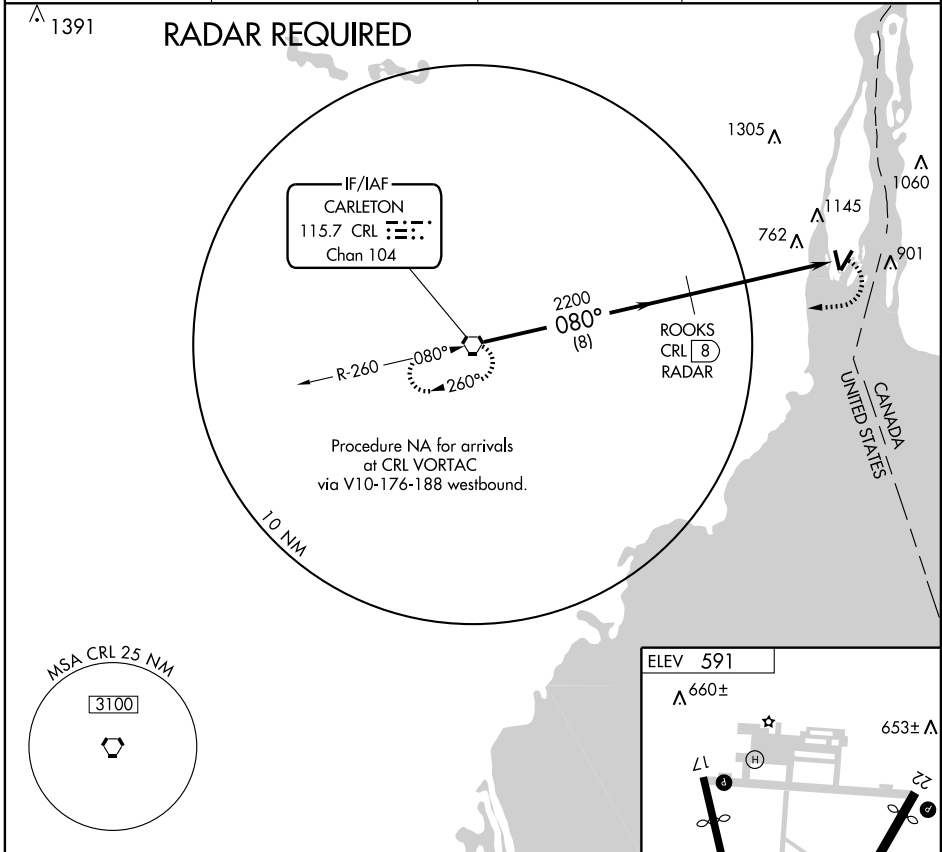 1391
RADAR REQUIRED
1305
1060
IF/IAF
CARLETON
115.7 CRL
Chan 104
1145
762
901
2200
080°
(8)
ROOKS
CRL 8
RADAR
R-260
080°
260°
CANADA
UNITED STATES
Procedure NA for arrivals
at CRL VORTAC
via V10-176-188 westbound.
10 NM
MSA CRL 25 NM
3100
ELEV 591
660±
653±
H
17
P
22
P